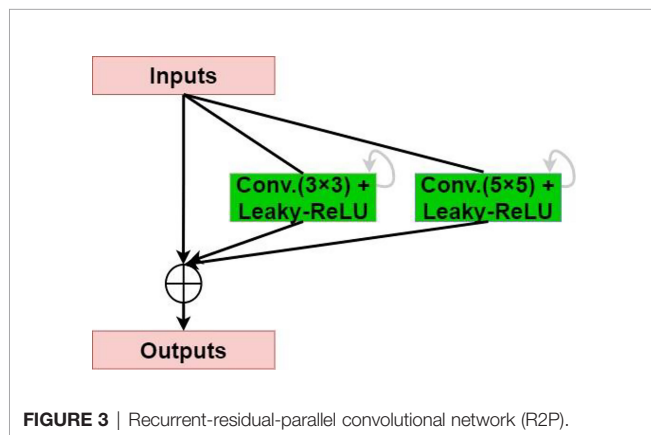 Inputs
Conv.(3×3) +
Leaky-ReLU
Conv.(5×5) +
Leaky-ReLU
Outputs
FIGURE 3 | Recurrent-residual-parallel convolutional network (R2P).